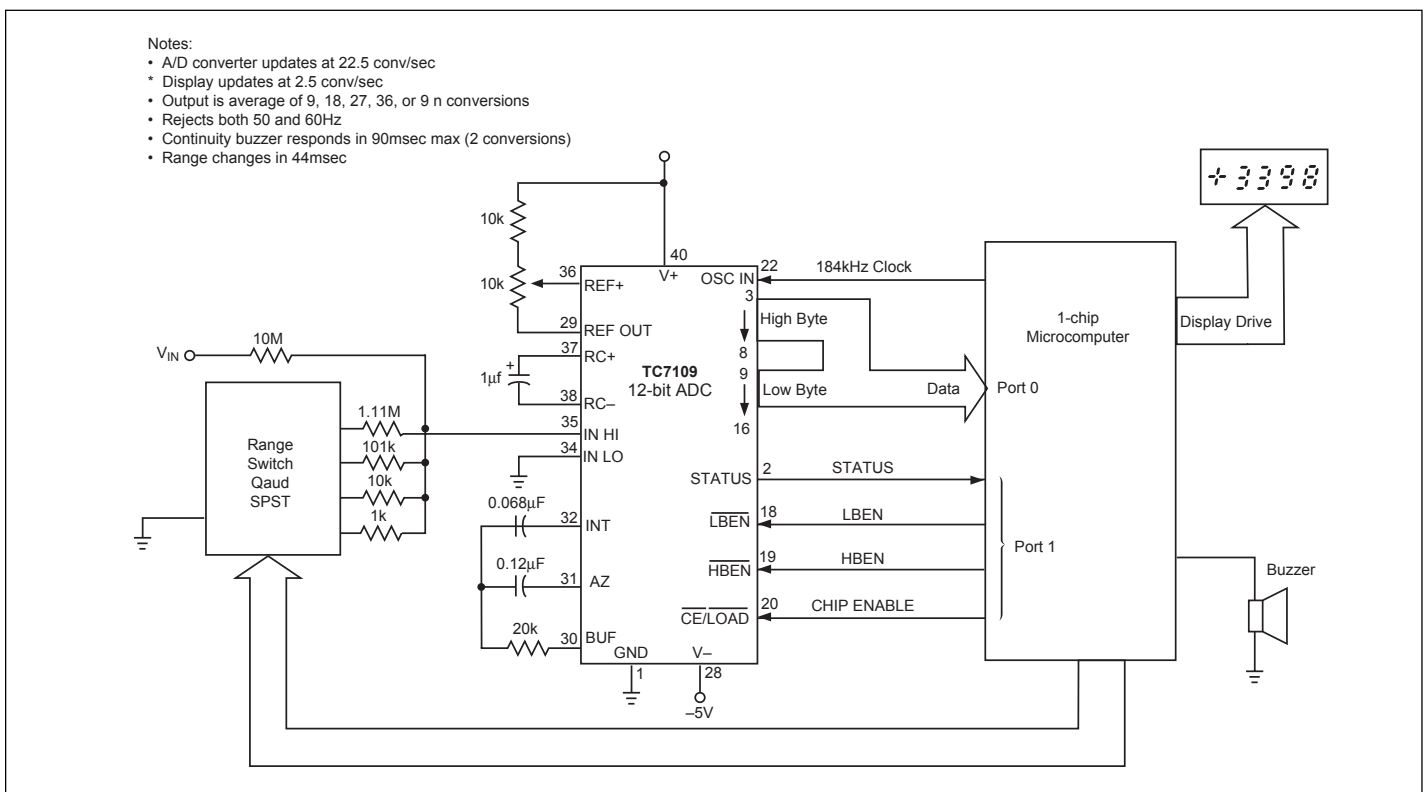 Notes:
• A/D converter updates at 22.5 conv/sec
* Display updates at 2.5 conv/sec
• Output is average of 9, 18, 27, 36, or 9 n conversions
• Rejects both 50 and 60Hz
• Continuity buzzer responds in 90msec max (2 conversions)
• Range changes in 44msec
+3398
10k
10k
36
REF+
40
V+
OSC IN
22
184kHz Clock
3
High Byte
8
9
Low Byte
16
Data
Port 0
1-chip
Microcomputer
Display Drive
29
REF OUT
37
RC+
1µf
+
38
RC–
TC7109
12-bit ADC
VIN
10M
35
IN HI
34
IN LO
1.11M
101k
10k
1k
Range
Switch
Qaud
SPST
STATUS
2
STATUS
LBEN
18
LBEN
HBEN
19
HBEN
CE/LOAD
20
CHIP ENABLE
Port 1
Buzzer
0.068µF
32
INT
0.12µF
31
AZ
20k
30
BUF
GND
1
V–
28
–5V